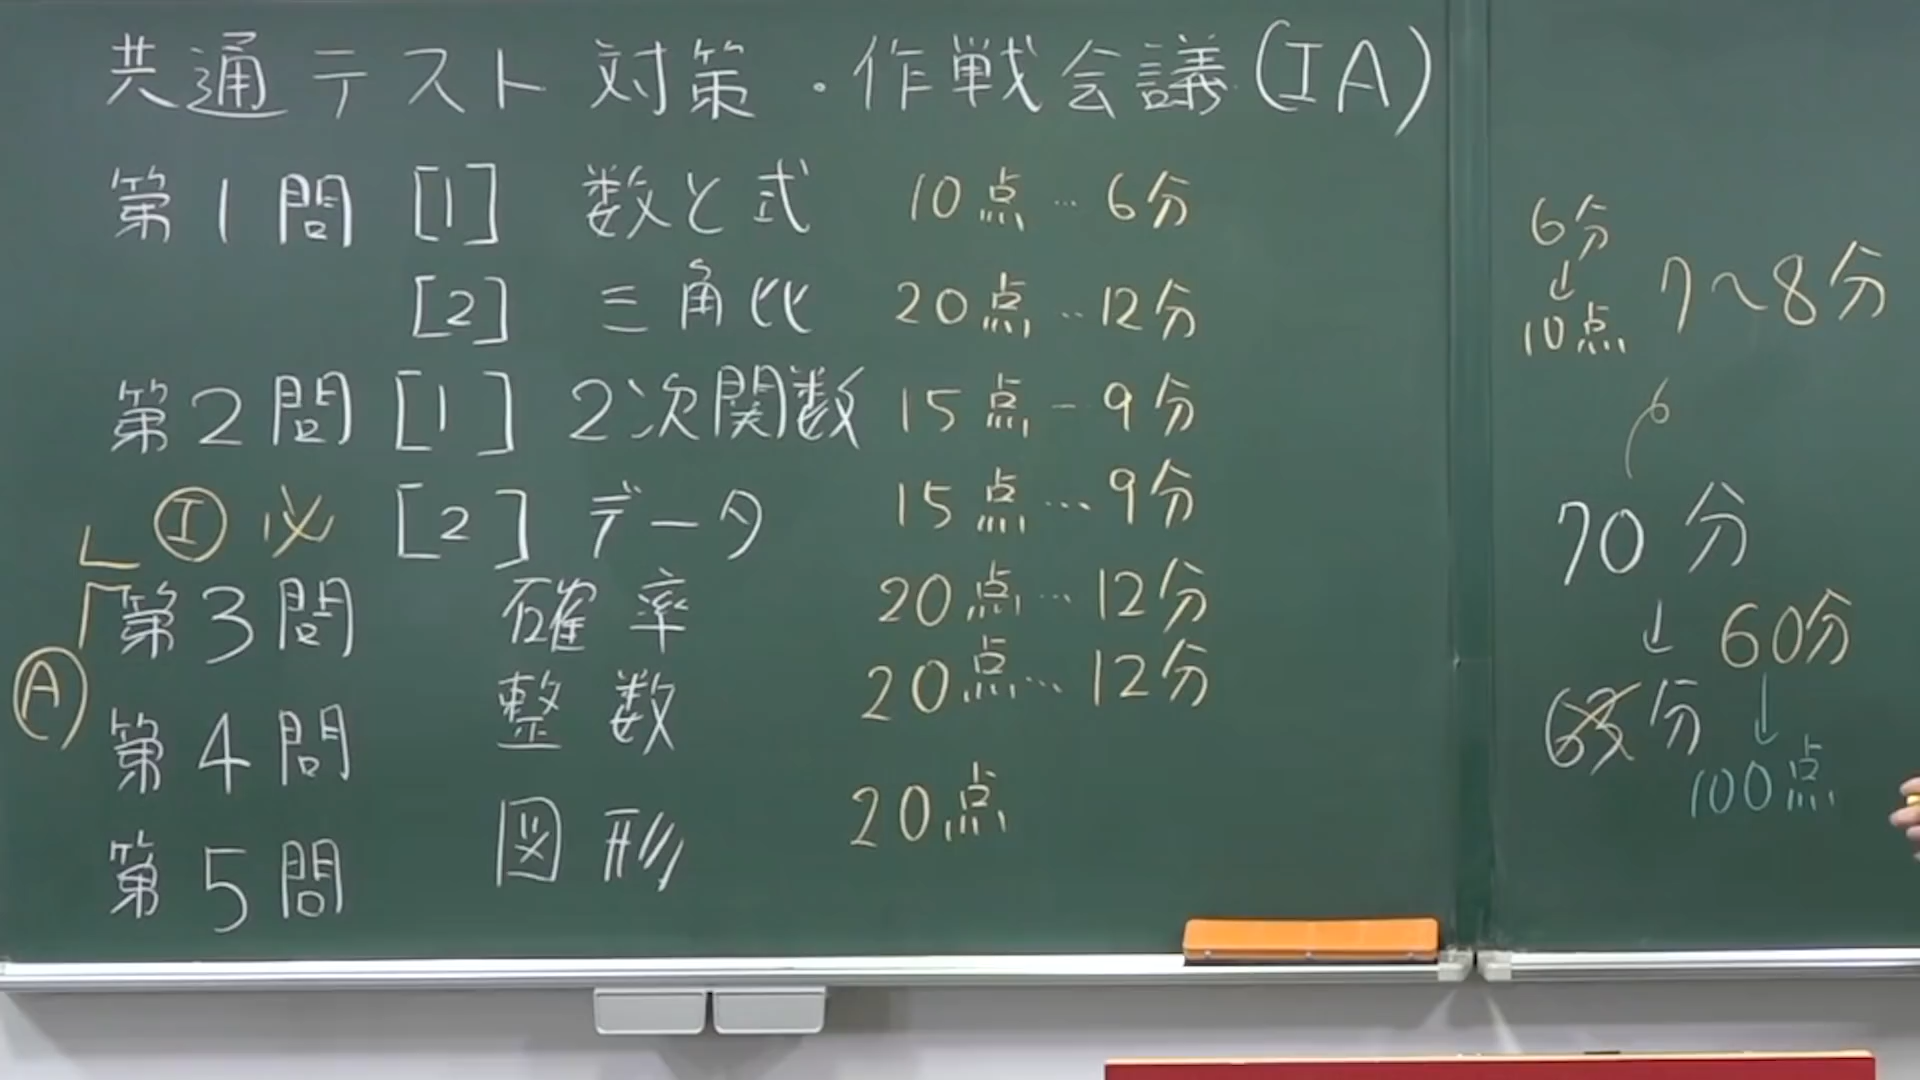 共通テスト対策・作戦会議(IA)
第1問 [1] 数と式 10点…6分
[2] 三角比 20点…12分
第2問 [1] 2次関数 15点…9分
Ⓘ 必 [2] データ 15点…9分
Ⓐ 第3問 確率 20点…12分
第4問 整数 20点…12分
第5問 図形 20点
6分
↓
10点
7〜8分
6
70分
↓
63分
60分
↓
100点